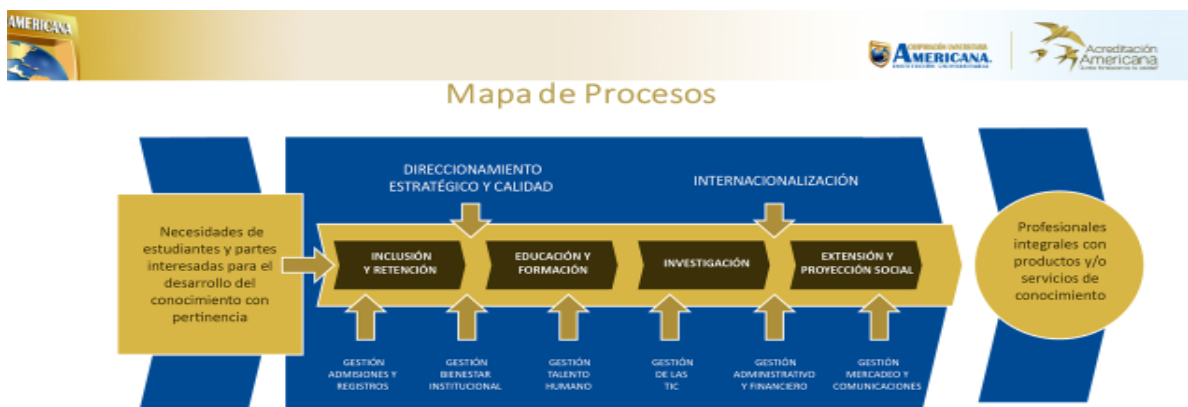 AMERICANA
CORPORACIÓN UNIVERSITARIA
AMERICANA.
Acreditación
Americana
Mapa de Procesos
DIRECCIONAMIENTO
ESTRATÉGICO Y CALIDAD
INTERNACIONALIZACIÓN
Necesidades de
estudiantes y partes
interesadas para el
desarrollo del
conocimiento con
pertinencia
INCLUSIÓN
Y RETENCIÓN
EDUCACIÓN Y
FORMACIÓN
INVESTIGACIÓN
EXTENSIÓN Y
PROYECCIÓN SOCIAL
Profesionales
integrales con
productos y/o
servicios de
conocimiento
GESTIÓN
ADMISIONES Y
REGISTROS
GESTIÓN
BIENESTAR
INSTITUCIONAL
GESTIÓN
TALENTO
HUMANO
GESTIÓN
DE LAS
TIC
GESTIÓN
ADMINISTRATIVO
Y FINANCIERO
GESTIÓN
MERCADEO Y
COMUNICACIONES